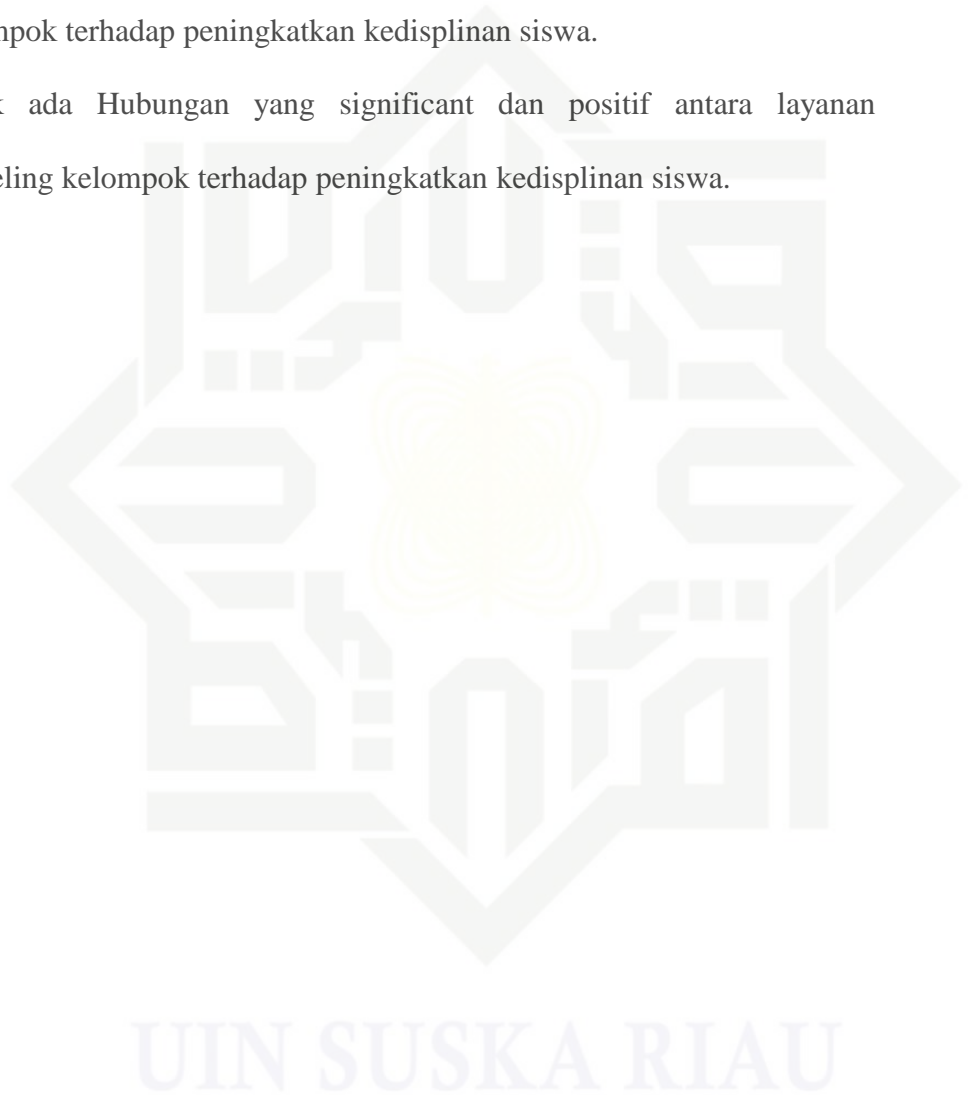 mpok terhadap peningkatkan kedisplinan siswa.
ada Hubungan yang significant dan positif antara layanan
eling kelompok terhadap peningkatkan kedisplinan siswa.
UIN SUSKA RIAU